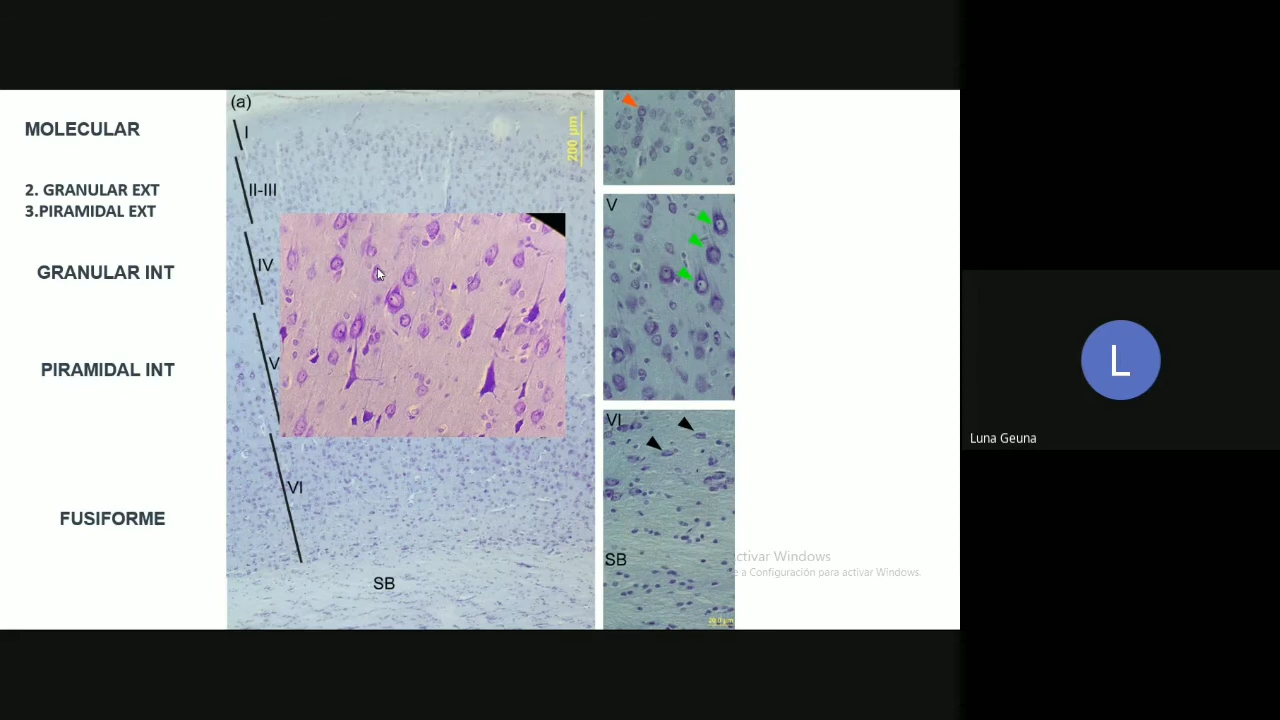 MOLECULAR
2. GRANULAR EXT
3.PIRAMIDAL EXT
GRANULAR INT
PIRAMIDAL INT
FUSIFORME
(a)
I
II-III
IV
V
VI
SB
200 µm
V
VI
SB
ctivar Windows
e a Configuración para activar Windows.
L
Luna Geuna